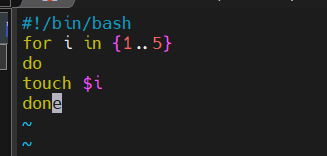 #!/bin/bash
for i in {1..5}
do
touch $i
done
~
~